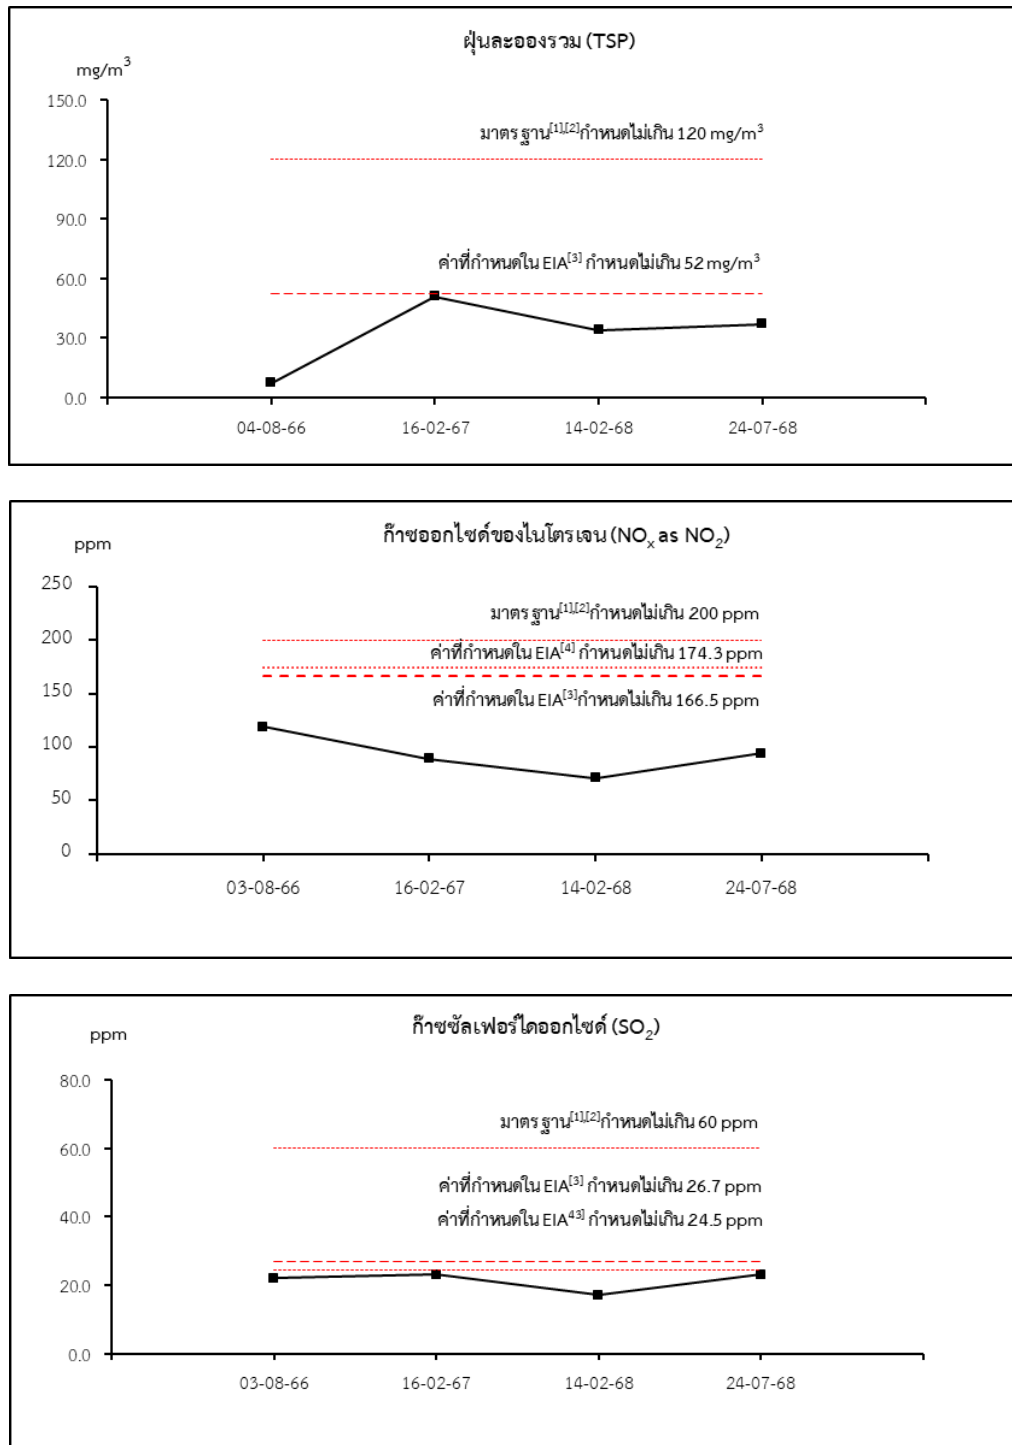 ฝุ่นละอองรวม (TSP)
mg/m³
150.0
มาตรฐาน[1],[2]กำหนดไม่เกิน 120 mg/m³
120.0
90.0
ค่าที่กำหนดใน EIA[3] กำหนดไม่เกิน 52 mg/m³
60.0
30.0
0.0
04-08-66 16-02-67 14-02-68 24-07-68
ก๊าซออกไซด์ของไนโตรเจน (NOx as NO₂)
ppm
250
มาตรฐาน[1],[2]กำหนดไม่เกิน 200 ppm
200
ค่าที่กำหนดใน EIA[4] กำหนดไม่เกิน 174.3 ppm
150
ค่าที่กำหนดใน EIA[3]กำหนดไม่เกิน 166.5 ppm
100
50
0
03-08-66 16-02-67 14-02-68 24-07-68
ก๊าซซัลเฟอร์ไดออกไซด์ (SO₂)
ppm
80.0
มาตรฐาน[1],[2]กำหนดไม่เกิน 60 ppm
60.0
ค่าที่กำหนดใน EIA[3] กำหนดไม่เกิน 26.7 ppm
40.0
ค่าที่กำหนดใน EIA43] กำหนดไม่เกิน 24.5 ppm
20.0
0.0
03-08-66 16-02-67 14-02-68 24-07-68